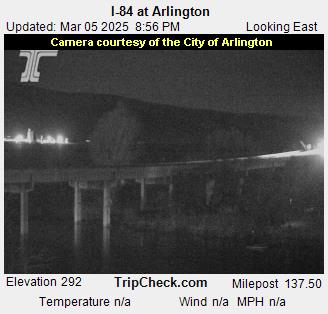 I-84 at Arlington
Updated: Mar 05 2025 8:56 PM Looking East
Camera courtesy of the City of Arlington
Elevation 292 TripCheck.com Milepost 137.50
Temperature n/a Wind n/a MPH n/a